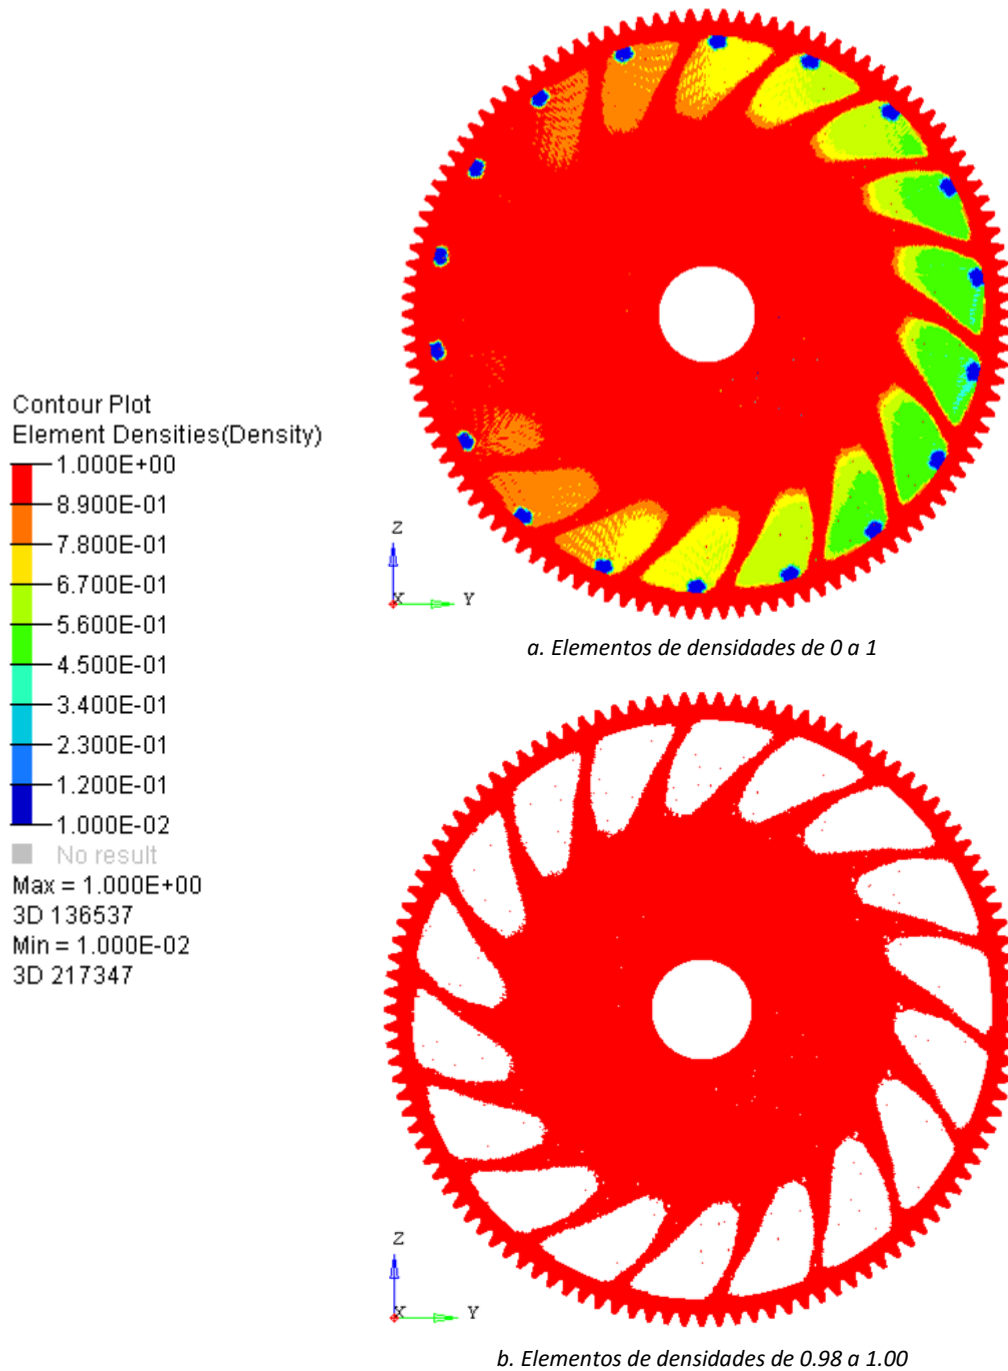 Contour Plot
Element Densities(Density)
1.000E+00
8.900E-01
7.800E-01
6.700E-01
5.600E-01
4.500E-01
3.400E-01
2.300E-01
1.200E-01
1.000E-02
No result
Max = 1.000E+00
3D 136537
Min = 1.000E-02
3D 217347
Z
X
Y
a. Elementos de densidades de 0 a 1
Z
X
Y
b. Elementos de densidades de 0.98 a 1.00